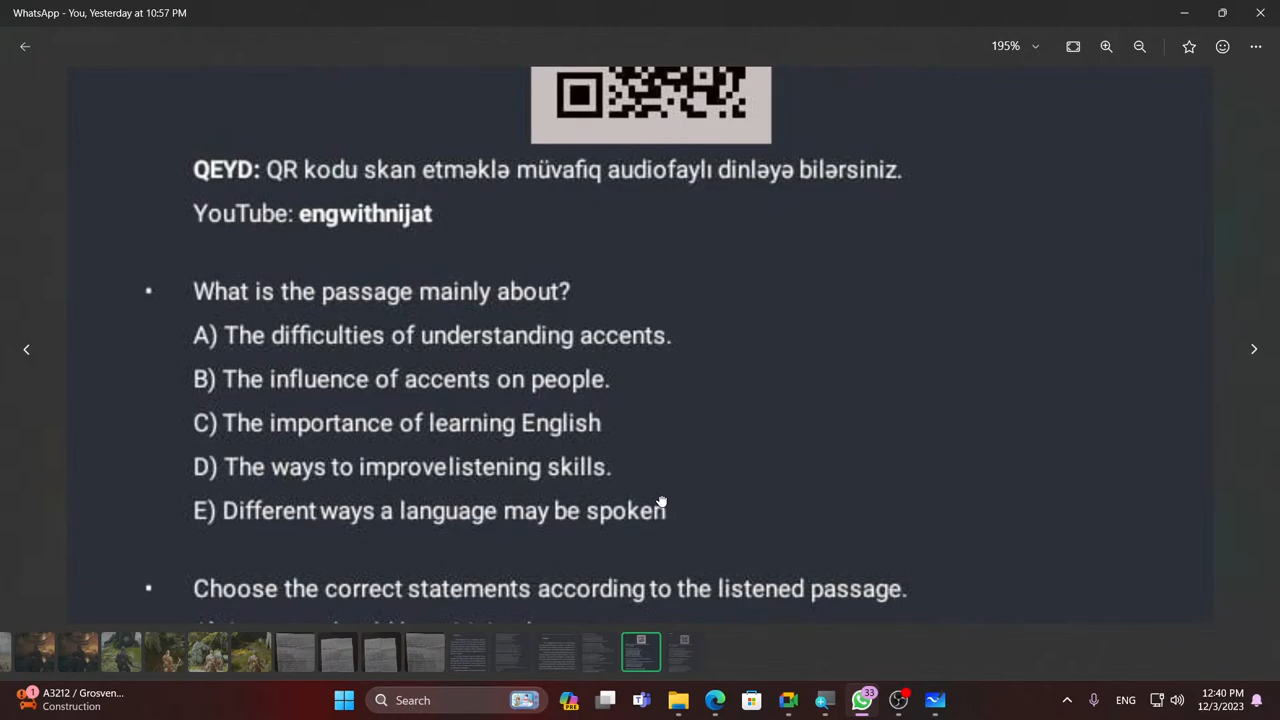 WhatsApp - You, Yesterday at 10:57 PM
195%
QEYD: QR kodu skan etməklə müvafiq audiofaylı dinləyə bilərsiniz.
YouTube: engwithnijat
• What is the passage mainly about?
A) The difficulties of understanding accents.
B) The influence of accents on people.
C) The importance of learning English
D) The ways to improvelistening skills.
E) Different ways a language may be spoken
• Choose the correct statements according to the listened passage.
1
A3212 / Grosven...
Construction
Search
PRE
33
ENG
12:40 PM
12/3/2023